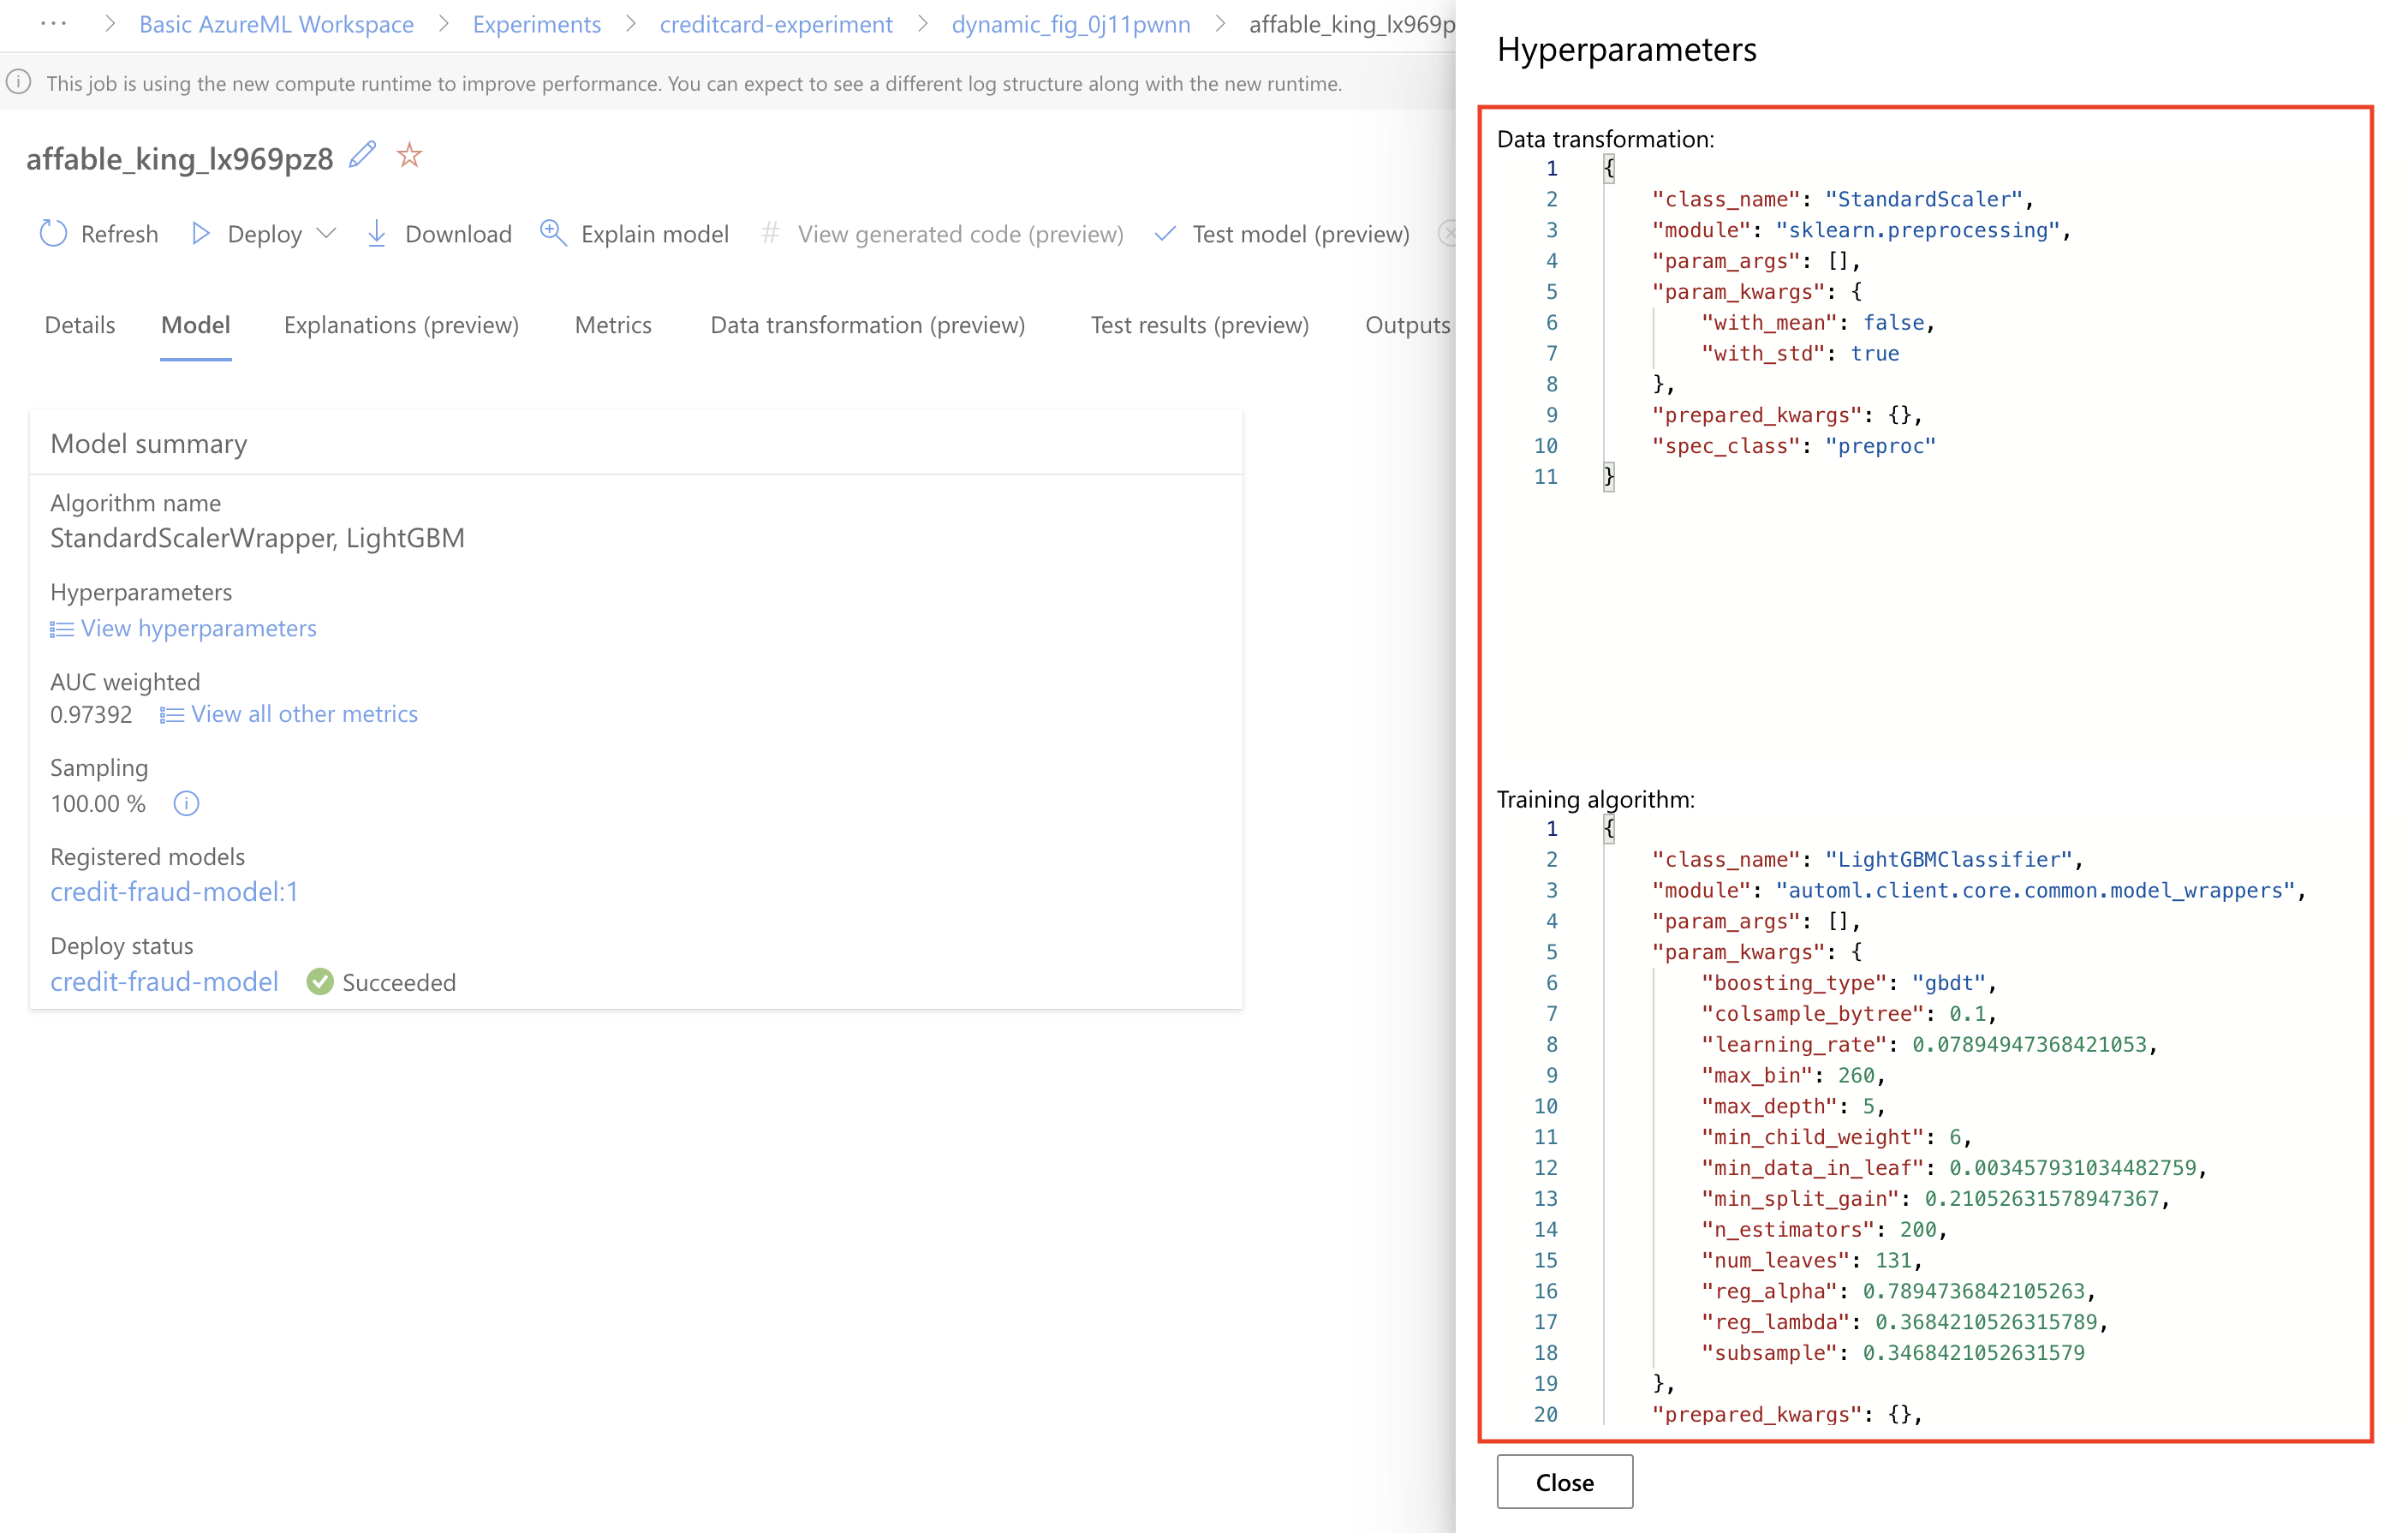 ··· > Basic AzureML Workspace > Experiments > creditcard-experiment > dynamic_fig_0j11pwnn > affable_king_lx969p
This job is using the new compute runtime to improve performance. You can expect to see a different log structure along with the new runtime.
affable_king_lx969pz8
Refresh Deploy Download Explain model # View generated code (preview) Test model (preview)
Details Model Explanations (preview) Metrics Data transformation (preview) Test results (preview) Outputs
Model summary
Algorithm name
StandardScalerWrapper, LightGBM
Hyperparameters
View hyperparameters
AUC weighted
0.97392 View all other metrics
Sampling
100.00 %
Registered models
credit-fraud-model:1
Deploy status
credit-fraud-model Succeeded
Hyperparameters
Data transformation:
1 {
2 "class_name": "StandardScaler",
3 "module": "sklearn.preprocessing",
4 "param_args": [],
5 "param_kwargs": {
6 "with_mean": false,
7 "with_std": true
8 },
9 "prepared_kwargs": {},
10 "spec_class": "preproc"
11 }
Training algorithm:
1 {
2 "class_name": "LightGBMClassifier",
3 "module": "automl.client.core.common.model_wrappers",
4 "param_args": [],
5 "param_kwargs": {
6 "boosting_type": "gbdt",
7 "colsample_bytree": 0.1,
8 "learning_rate": 0.07894947368421053,
9 "max_bin": 260,
10 "max_depth": 5,
11 "min_child_weight": 6,
12 "min_data_in_leaf": 0.003457931034482759,
13 "min_split_gain": 0.21052631578947367,
14 "n_estimators": 200,
15 "num_leaves": 131,
16 "reg_alpha": 0.7894736842105263,
17 "reg_lambda": 0.3684210526315789,
18 "subsample": 0.3468421052631579
19 },
20 "prepared_kwargs": {},
Close